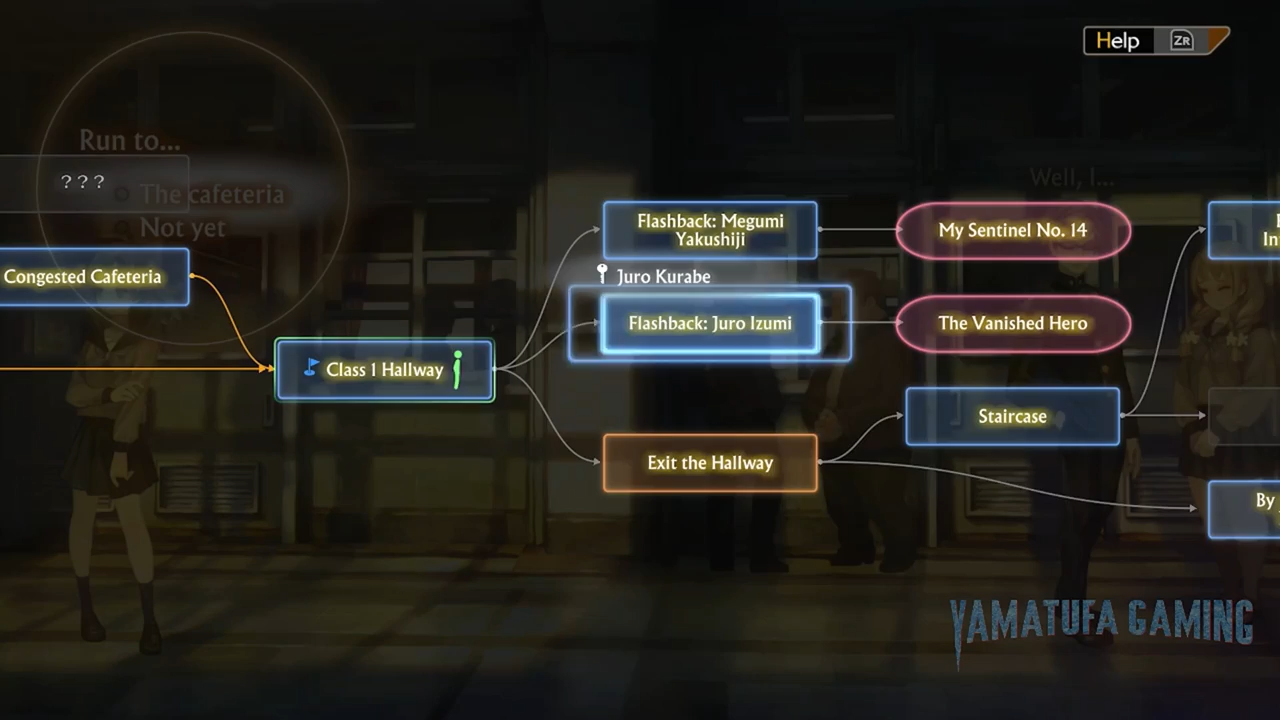 Help ZR
Run to...
？？？
The cafeteria
Not yet
Well, I...
Flashback: Megumi
Yakushiji
My Sentinel No. 14
Congested Cafeteria
Juro Kurabe
Flashback: Juro Izumi
The Vanished Hero
Class 1 Hallway
Staircase
Exit the Hallway
By
YAMATUFA GAMING